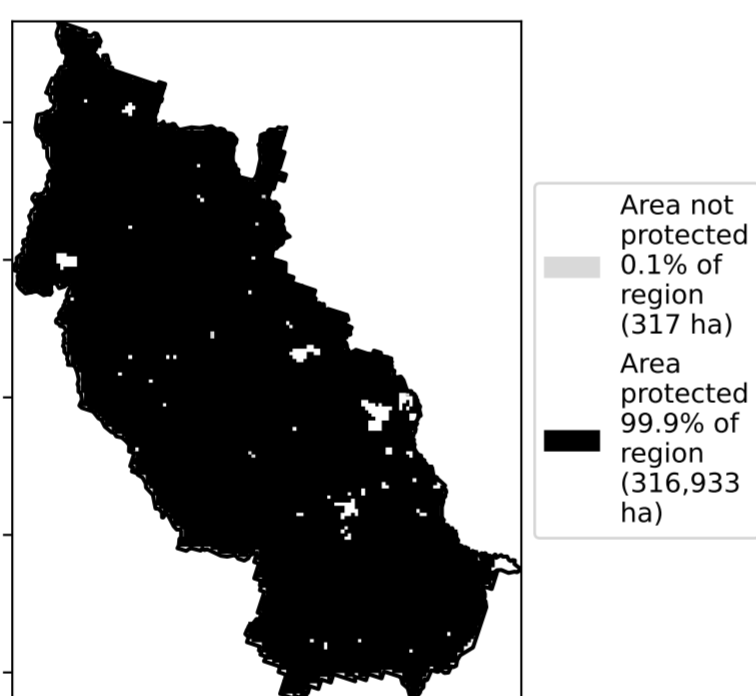 Area not
protected
0.1% of
region
(317 ha)
Area
protected
99.9% of
region
(316,933
ha)